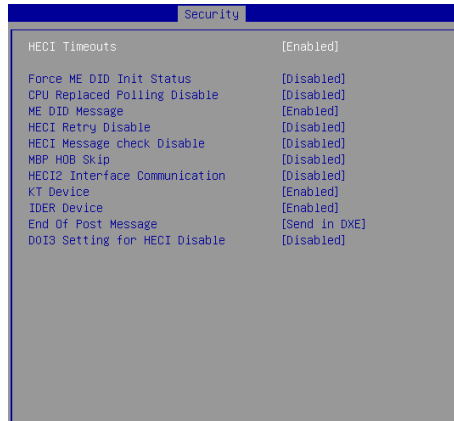 Security
HECI Timeouts [Enabled]
Force ME DID Init Status [Disabled]
CPU Replaced Polling Disable [Disabled]
ME DID Message [Enabled]
HECI Retry Disable [Disabled]
HECI Message check Disable [Disabled]
MBP HOB Skip [Disabled]
HECI2 Interface Communication [Disabled]
KT Device [Enabled]
IDER Device [Enabled]
End Of Post Message [Send in DXE]
D0I3 Setting for HECI Disable [Disabled]